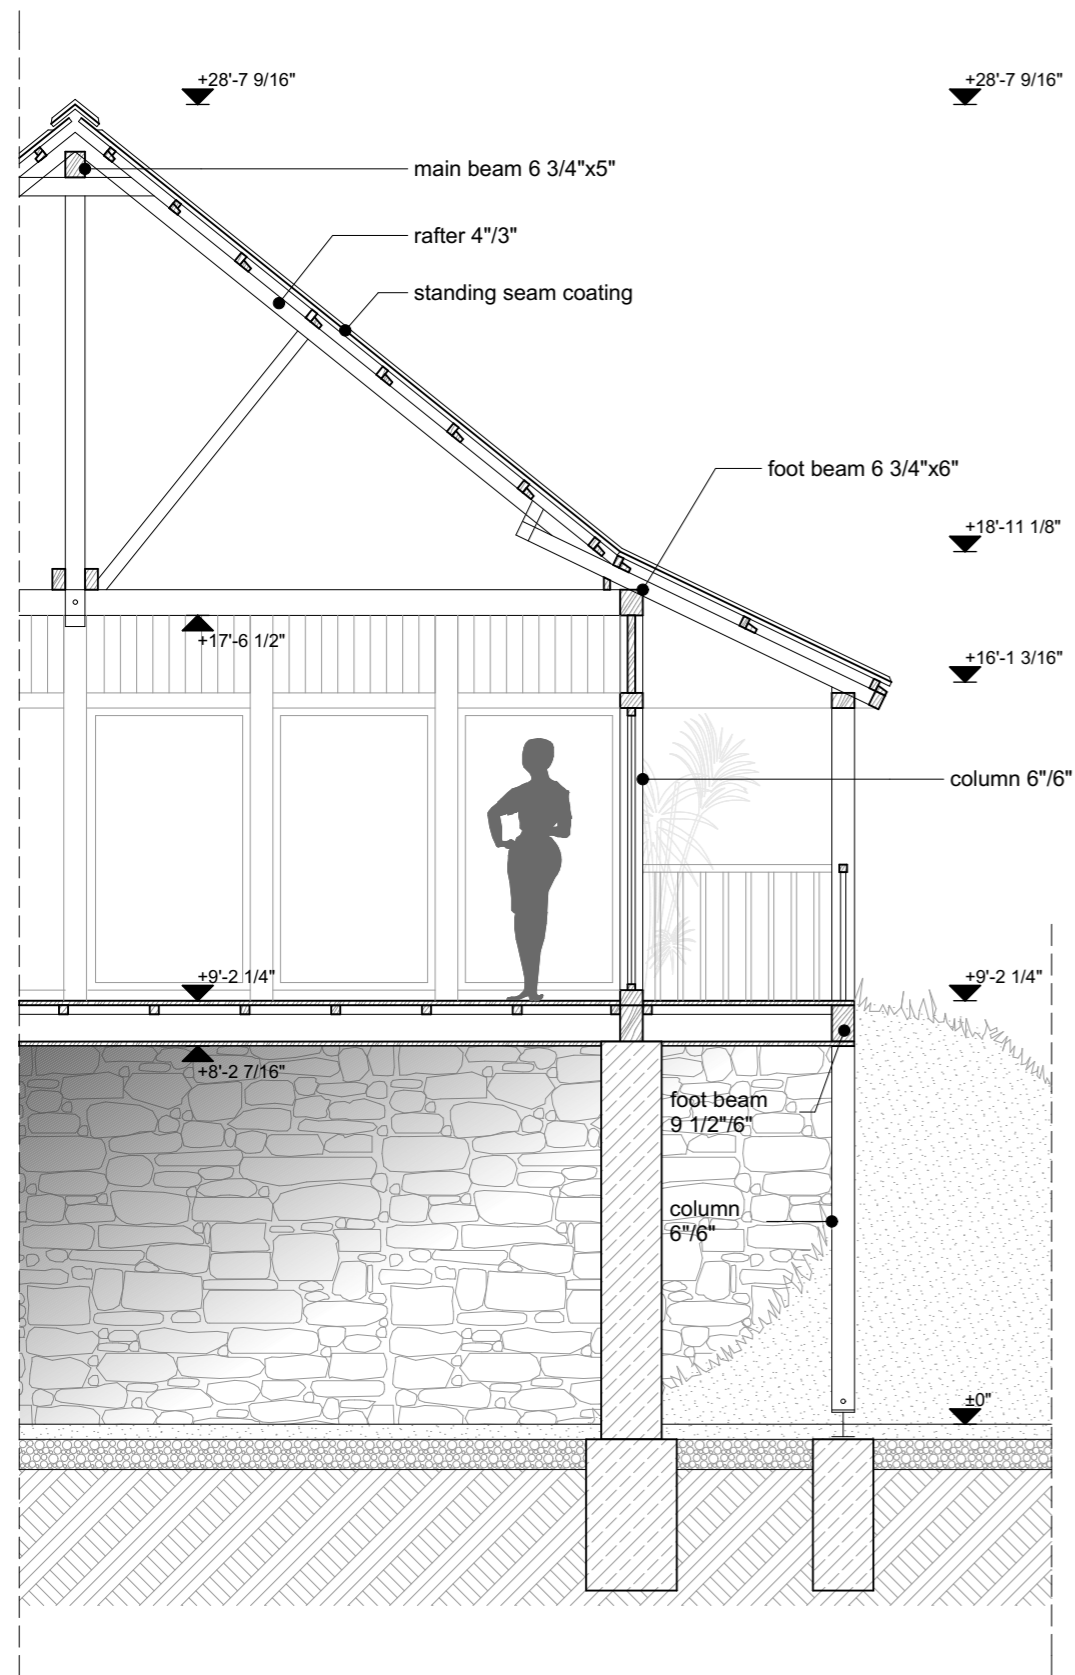 +28'-7 9/16"
+28'-7 9/16"
main beam 6 3/4"x5"
rafter 4"/3"
standing seam coating
foot beam 6 3/4"x6"
+18'-11 1/8"
+17'-6 1/2"
+16'-1 3/16"
column 6"/6"
+9'-2 1/4"
+9'-2 1/4"
+8'-2 7/16"
foot beam
9 1/2"/6"
column
6"/6"
±0"